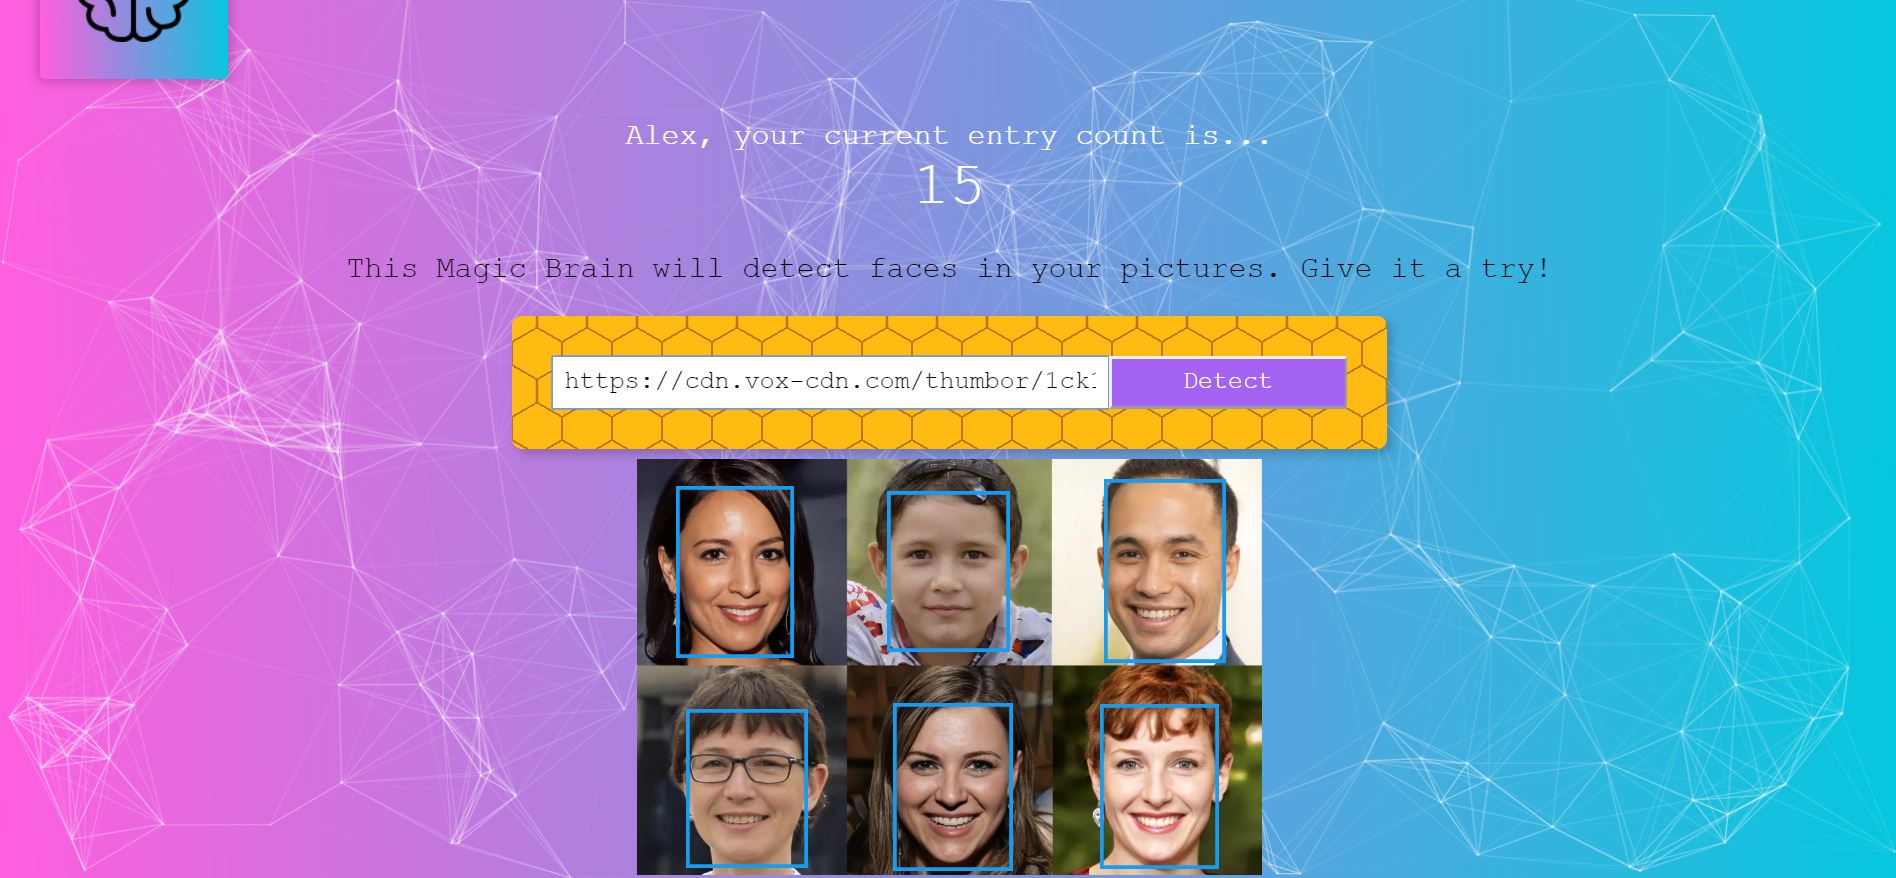 Alex, your current entry count is...
15
This Magic Brain will detect faces in your pictures. Give it a try!
https://cdn.vox-cdn.com/thumbor/1ck
Detect